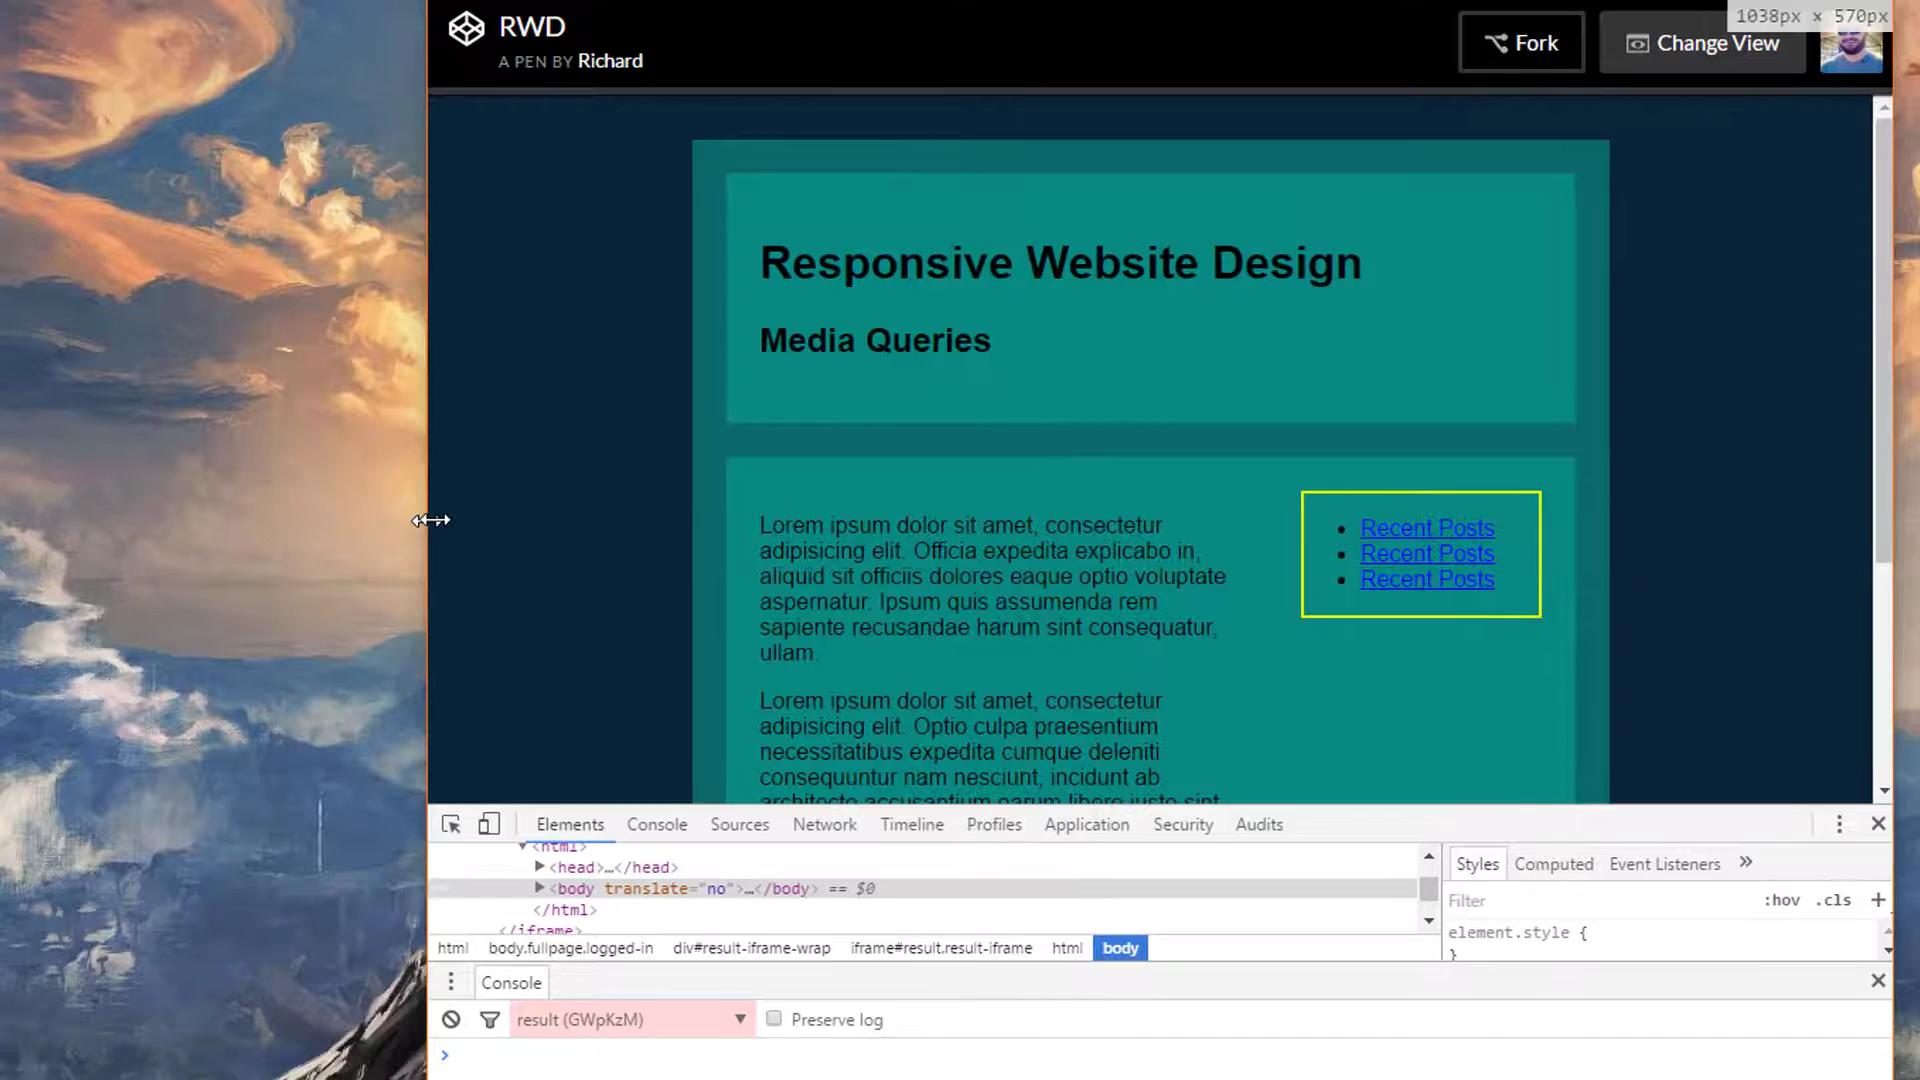 RWD
A PEN BY Richard
Fork
Change View
1038px × 570px
Responsive Website Design
Media Queries
Lorem ipsum dolor sit amet, consectetur
adipisicing elit. Officia expedita explicabo in,
aliquid sit officiis dolores eaque optio voluptate
aspernatur. Ipsum quis assumenda rem
sapiente recusandae harum sint consequatur,
ullam.
Recent Posts
Recent Posts
Recent Posts
Lorem ipsum dolor sit amet, consectetur
adipisicing elit. Optio culpa praesentium
necessitatibus expedita cumque deleniti
consequuntur nam nesciunt, incidunt ab
architecto accusantium earum libero iusto sint
Elements Console Sources Network Timeline Profiles Application Security Audits
<html>
<head>…</head>
<body translate="no">…</body> == $0
</html>
</iframe>
html body.fullpage.logged-in div#result-iframe-wrap iframe#result.result-iframe html body
Styles Computed Event Listeners »
Filter :hov .cls +
element.style {
}
Console
result (GWpKzM) Preserve log